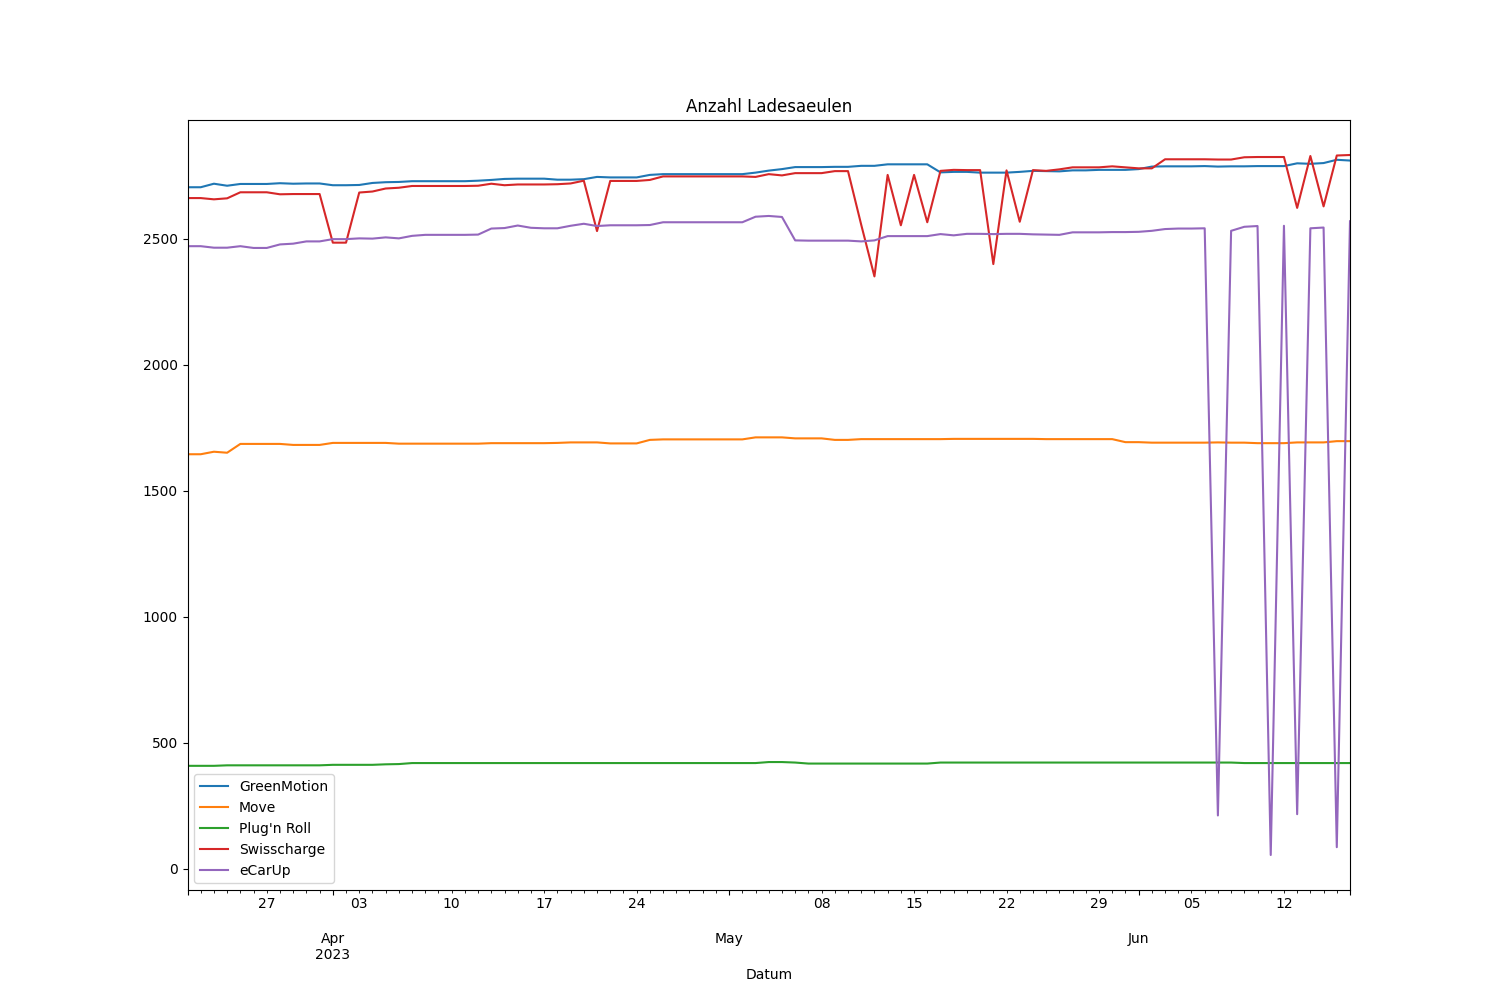 Anzahl Ladesaeulen
2500
2000
1500
1000
500
0
GreenMotion
Move
Plug'n Roll
Swisscharge
eCarUp
27 03 10 17 24 08 15 22 29 05 12
Apr May Jun
2023
Datum